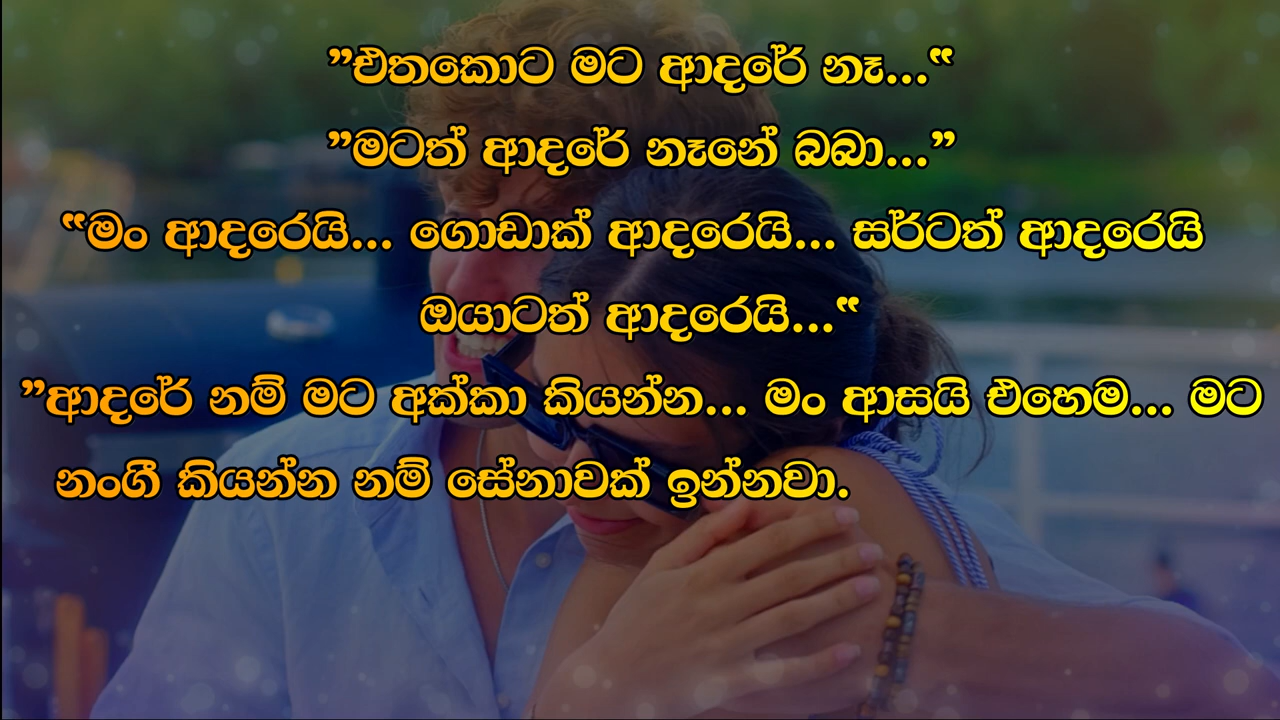 ”එතකොට මට ආදරේ නෑ...“
”මටත් ආදරේ නෑනේ බබා...”
“මං ආදරෙයි... ගොඩාක් ආදරෙයි... සර්ටත් ආදරෙයි
ඔයාටත් ආදරෙයි...“
”ආදරේ නම් මට අක්කා කියන්න... මං ආසයි එහෙම... මට
නංගී කියන්න නම් සේනාවක් ඉන්නවා.